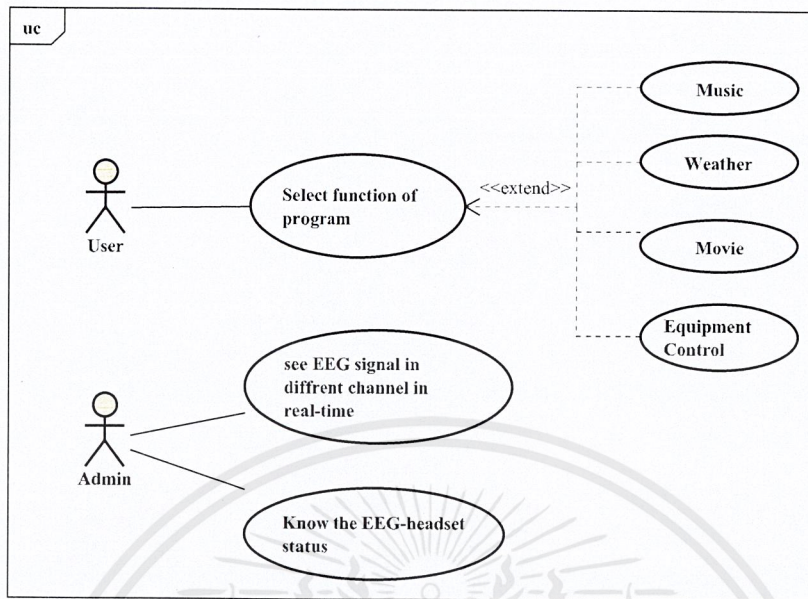 uc
Music
Weather
<<extend>>
Select function of
program
User
Movie
Equipment
Control
see EEG signal in
diffrent channel in
real-time
Admin
Know the EEG-headset
status